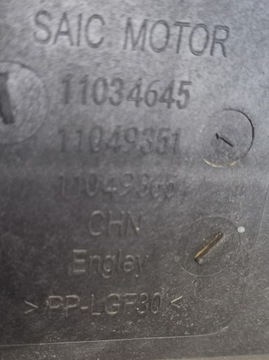 SAIC MOTOR
11034645
11049351
CHN
Engley
>PP-LGF30<